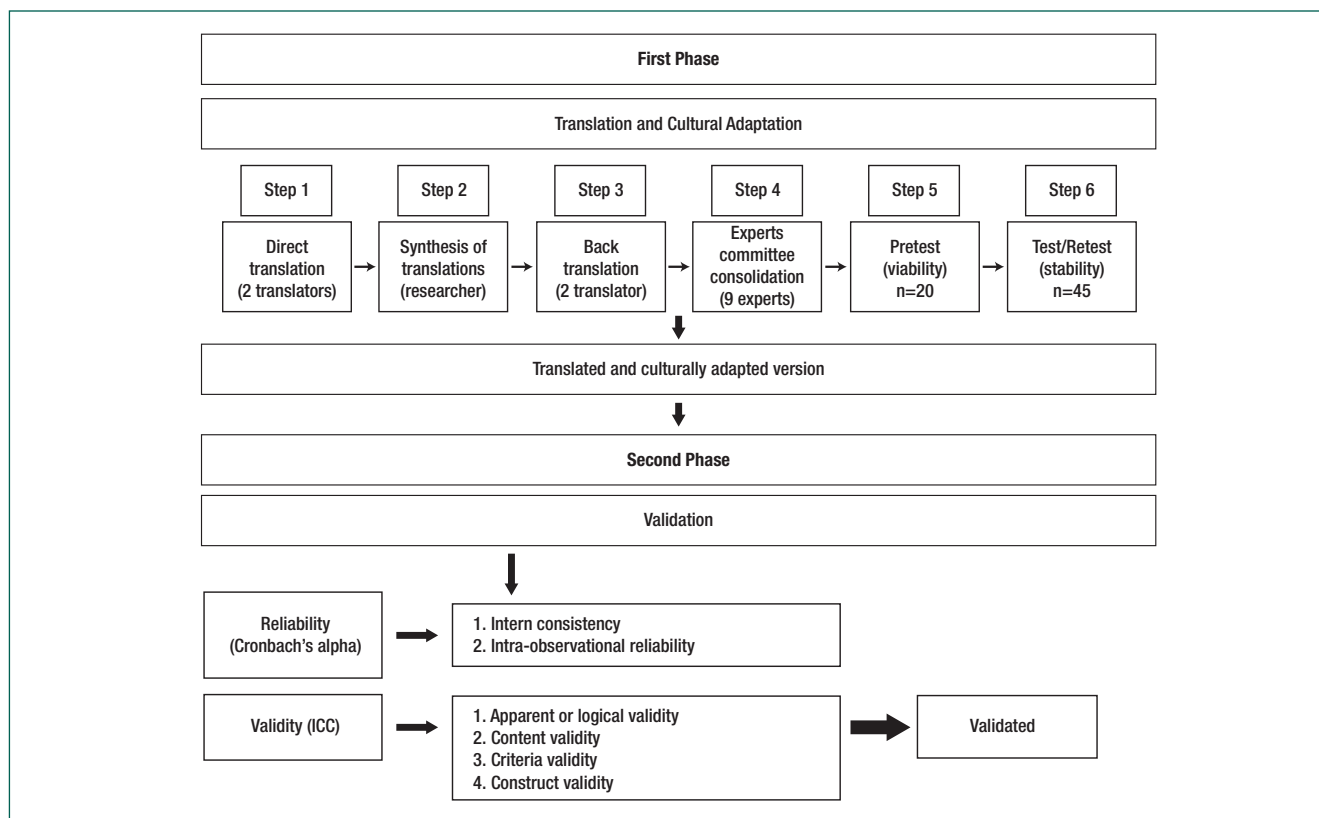 First Phase
Translation and Cultural Adaptation
Step 1
Step 2
Step 3
Step 4
Step 5
Step 6
Direct
translation
(2 translators)
Synthesis of
translations
(researcher)
Back
translation
(2 translator)
Experts
committee
consolidation
(9 experts)
Pretest
(viability)
n=20
Test/Retest
(stability)
n=45
Translated and culturally adapted version
Second Phase
Validation
Reliability
(Cronbach's alpha)
1. Intern consistency
2. Intra-observational reliability
Validity (ICC)
1. Apparent or logical validity
2. Content validity
3. Criteria validity
4. Construct validity
Validated